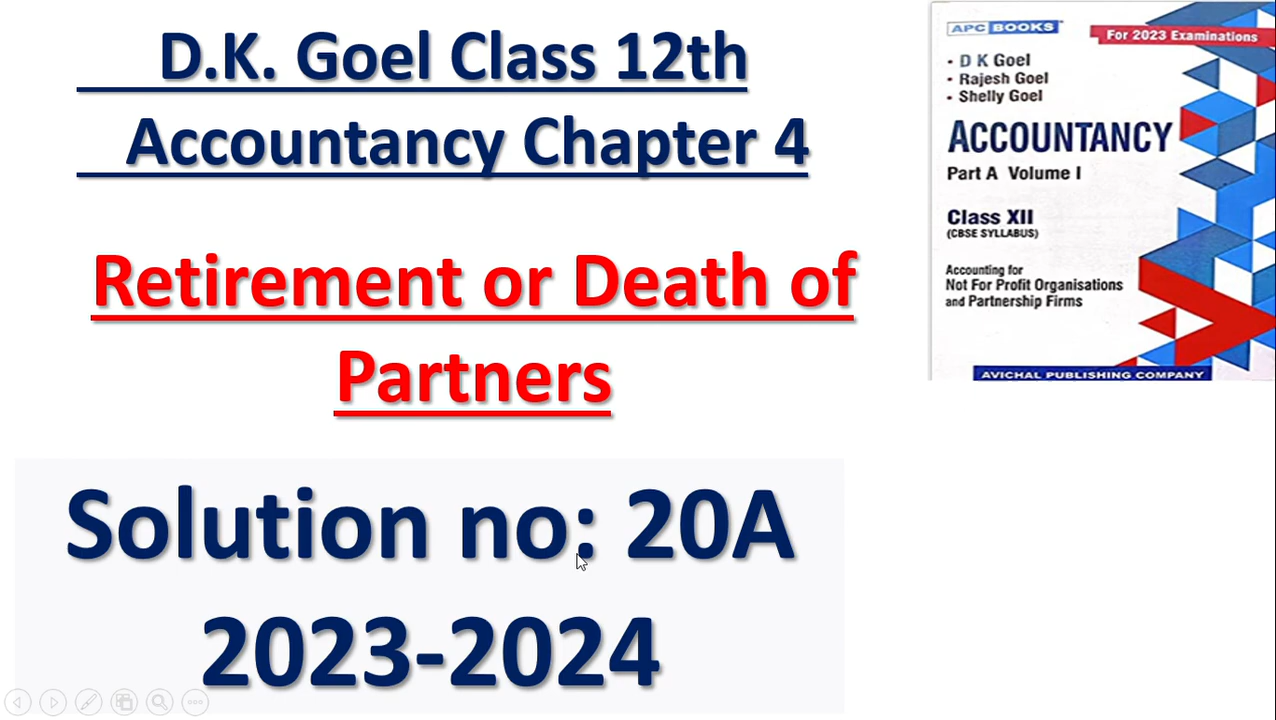 D.K. Goel Class 12th
Accountancy Chapter 4
Retirement or Death of
Partners
Solution no: 20A
2023-2024
APC BOOKS
For 2023 Examinations
• D K Goel
• Rajesh Goel
• Shelly Goel
ACCOUNTANCY
Part A Volume I
Class XII
(CBSE SYLLABUS)
Accounting for
Not For Profit Organisations
and Partnership Firms
AVICHAL PUBLISHING COMPANY